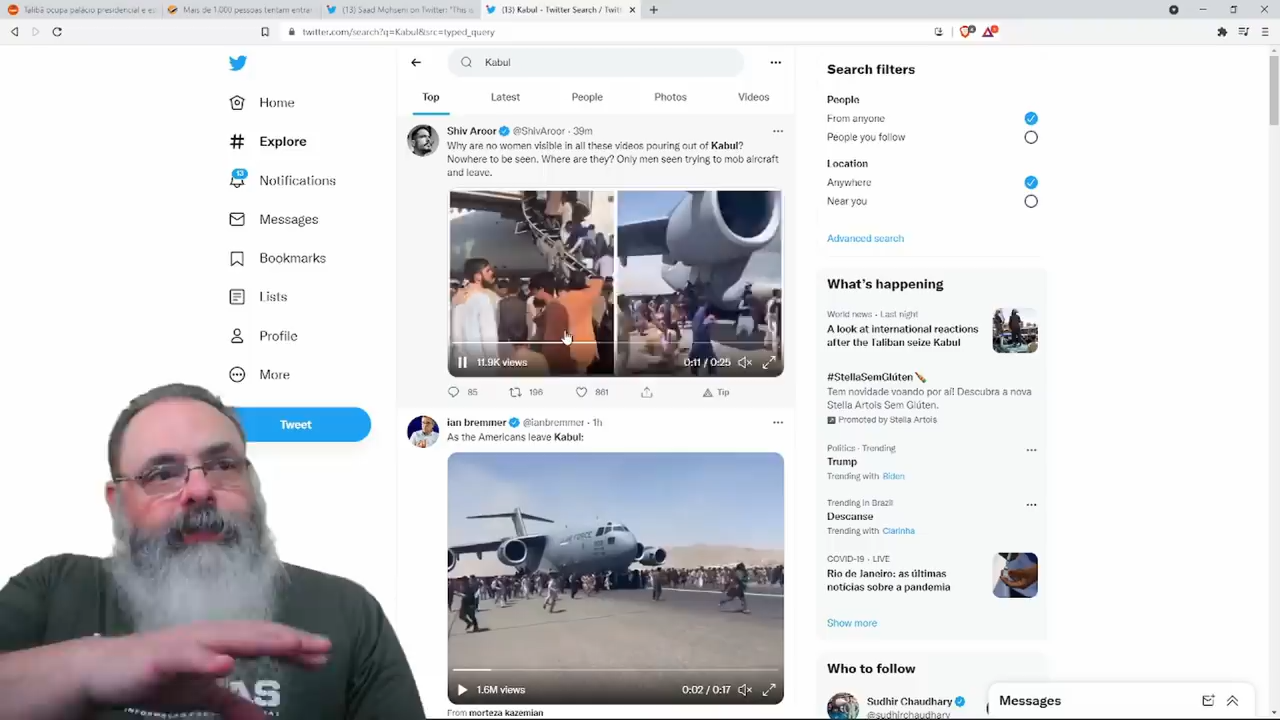 Talibã ocupa palácio presidencial e es
Mais de 1.000 pessoas tentam entrar
(13) Saad Mohseni on Twitter: "This is
(13) Kabul - Twitter Search / Twitt
twitter.com/search?q=Kabul&src=typed_query
Kabul
Top
Latest
People
Photos
Videos
13
Home
Explore
Notifications
Messages
Bookmarks
Lists
Profile
More
Tweet
Shiv Aroor @ShivAroor · 39m
Why are no women visible in all these videos pouring out of Kabul?
Nowhere to be seen. Where are they? Only men seen trying to mob aircraft
and leave.
11.9K views
0:11 / 0:25
85
196
861
Tip
ian bremmer @ianbremmer · 1h
As the Americans leave Kabul:
1.6M views
0:02 / 0:17
From morteza kazemian
Search filters
People
From anyone
People you follow
Location
Anywhere
Near you
Advanced search
What's happening
World news · Last night
A look at international reactions
after the Taliban seize Kabul
#StellaSemGlúten
Tem novidade voando por aí! Descubra a nova
Stella Artois Sem Glúten.
Promoted by Stella Artois
Politics · Trending
Trump
Trending with Biden
Trending in Brazil
Descanse
Trending with Clarinha
COVID-19 · LIVE
Rio de Janeiro: as últimas
notícias sobre a pandemia
Show more
Who to follow
Sudhir Chaudhary
@sudhirchaudhary
Messages
AS